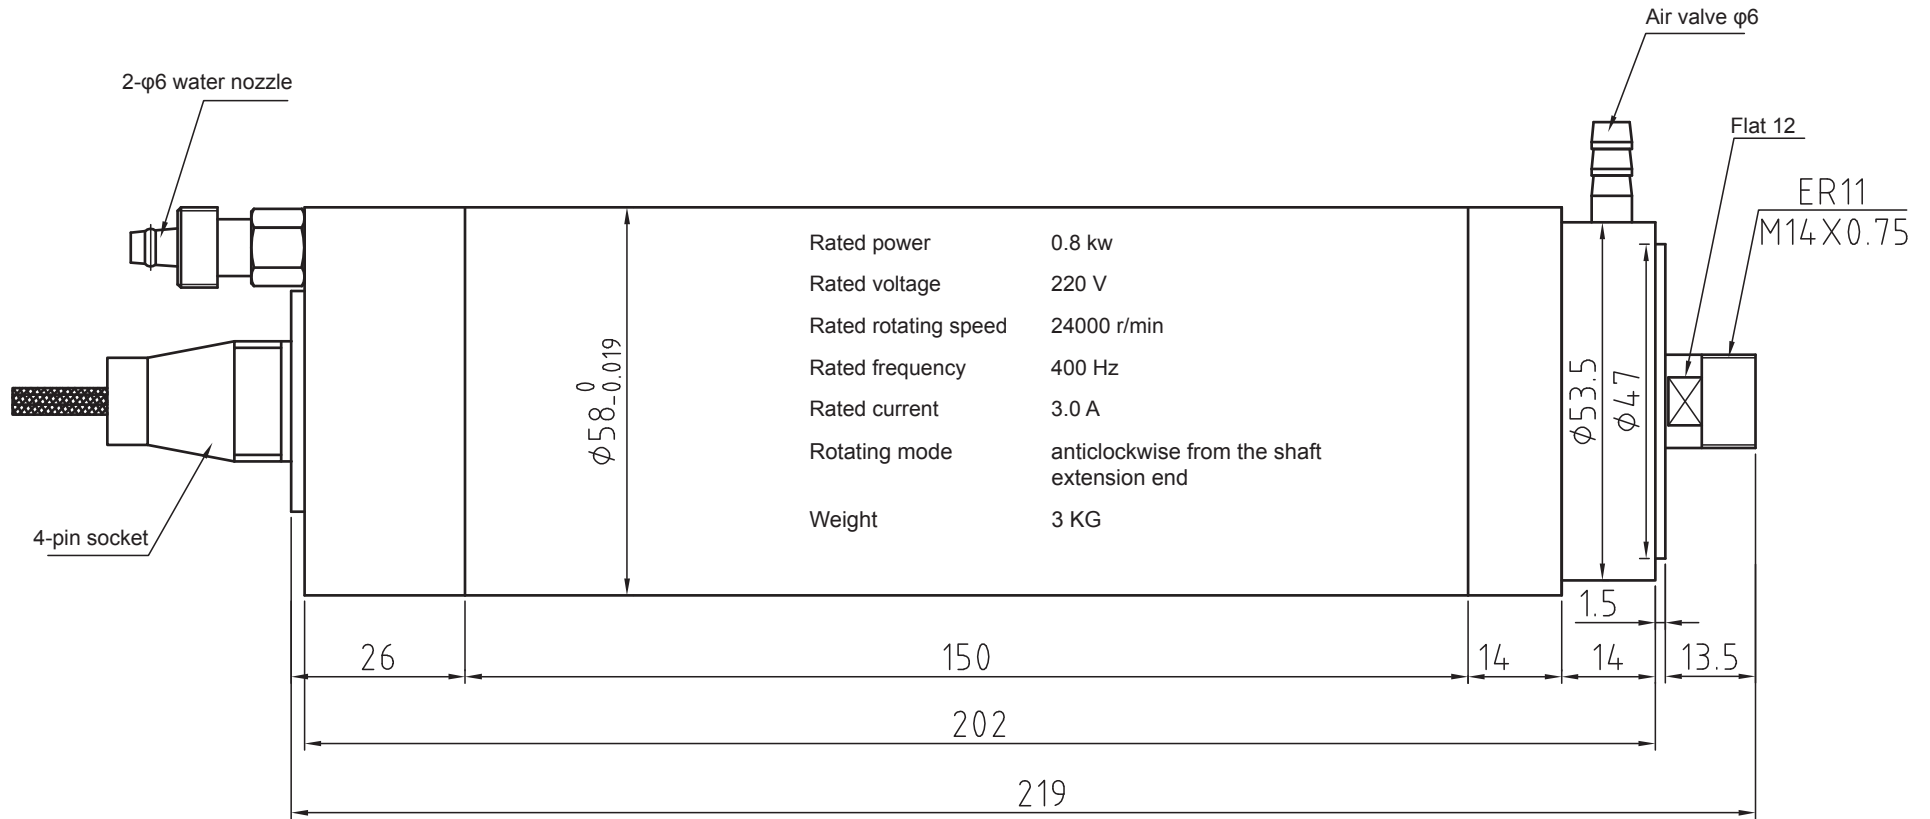 Air valve φ6
2-φ6 water nozzle
Flat 12
ER11
M14X0.75
Rated power 0.8 kw
Rated voltage 220 V
Rated rotating speed 24000 r/min
Rated frequency 400 Hz
Rated current 3.0 A
Rotating mode anticlockwise from the shaft
extension end
Weight 3 KG
ϕ58 0 -0.019
ϕ53.5
ϕ47
4-pin socket
1.5
26 150 14 14 13.5
202
219